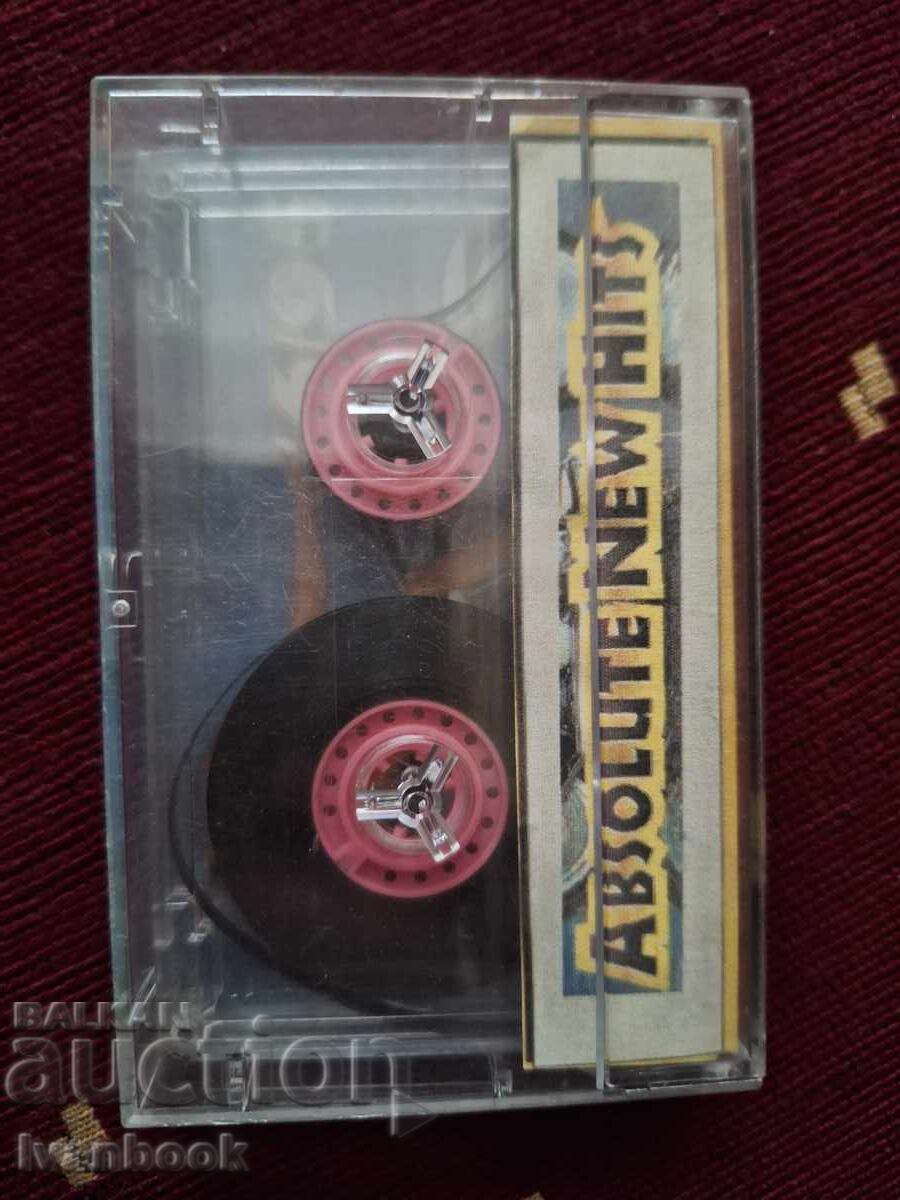 ABSOLUTE NEW HITS
BALKAN
auction
Ivanbook